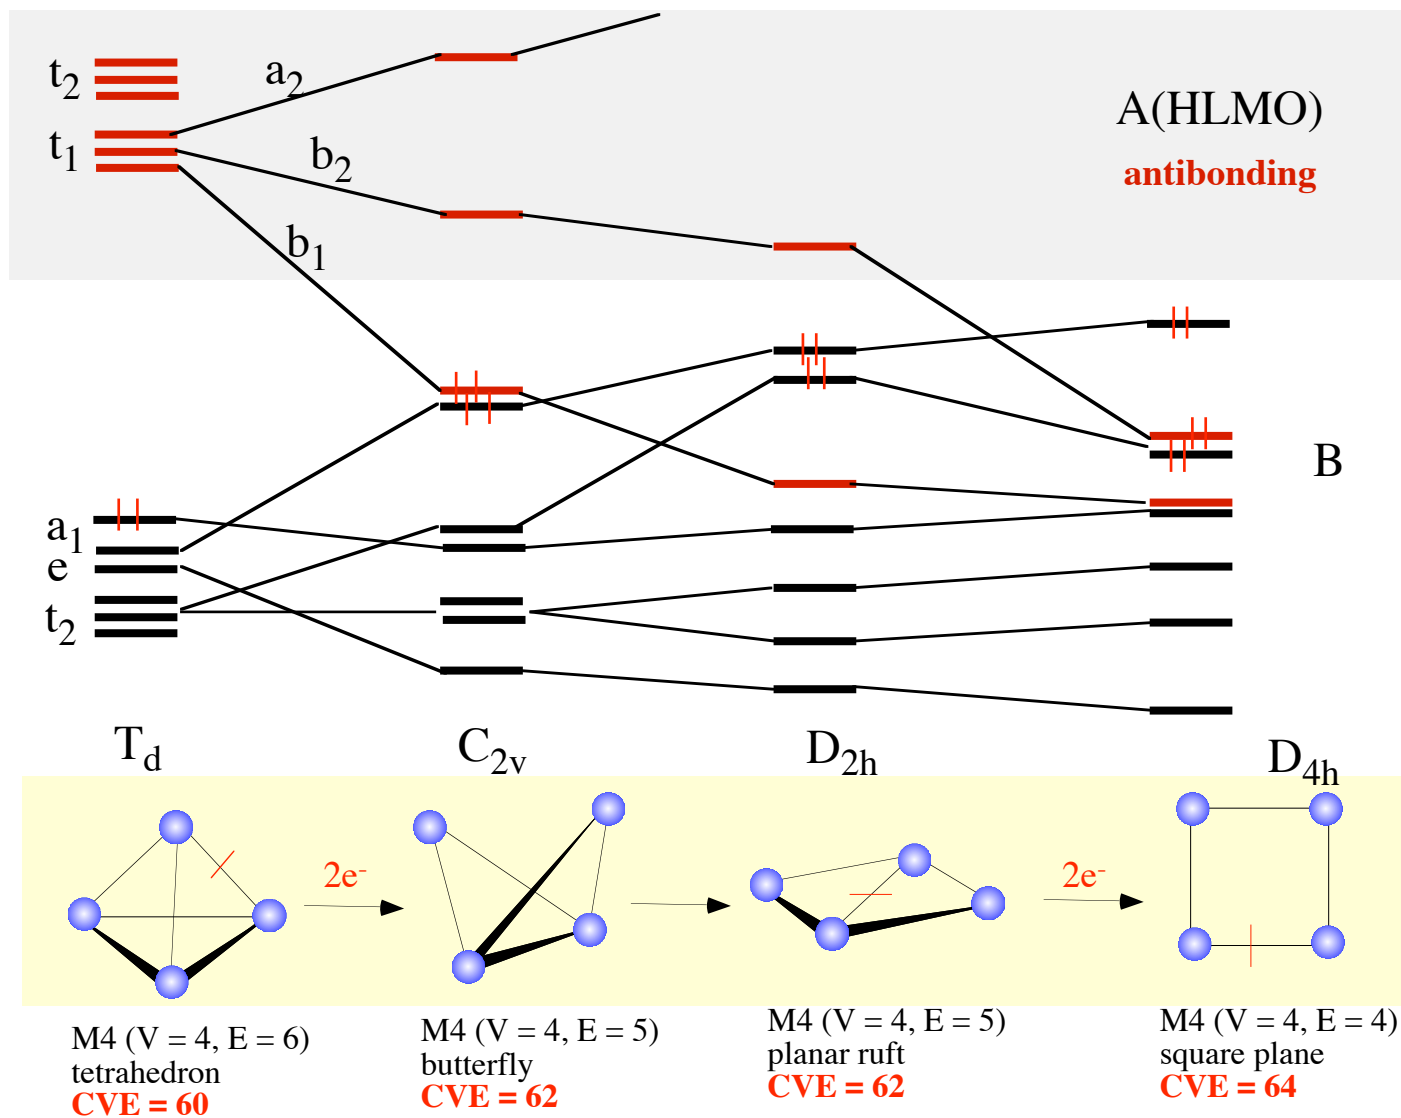 t2
a2
A(HLMO)
t1
b2
antibonding
b1
B
a1
e
t2
Td
C2v
D2h
D4h
2e-
2e-
M4 (V = 4, E = 6)
tetrahedron
CVE = 60
M4 (V = 4, E = 5)
butterfly
CVE = 62
M4 (V = 4, E = 5)
planar ruft
CVE = 62
M4 (V = 4, E = 4)
square plane
CVE = 64